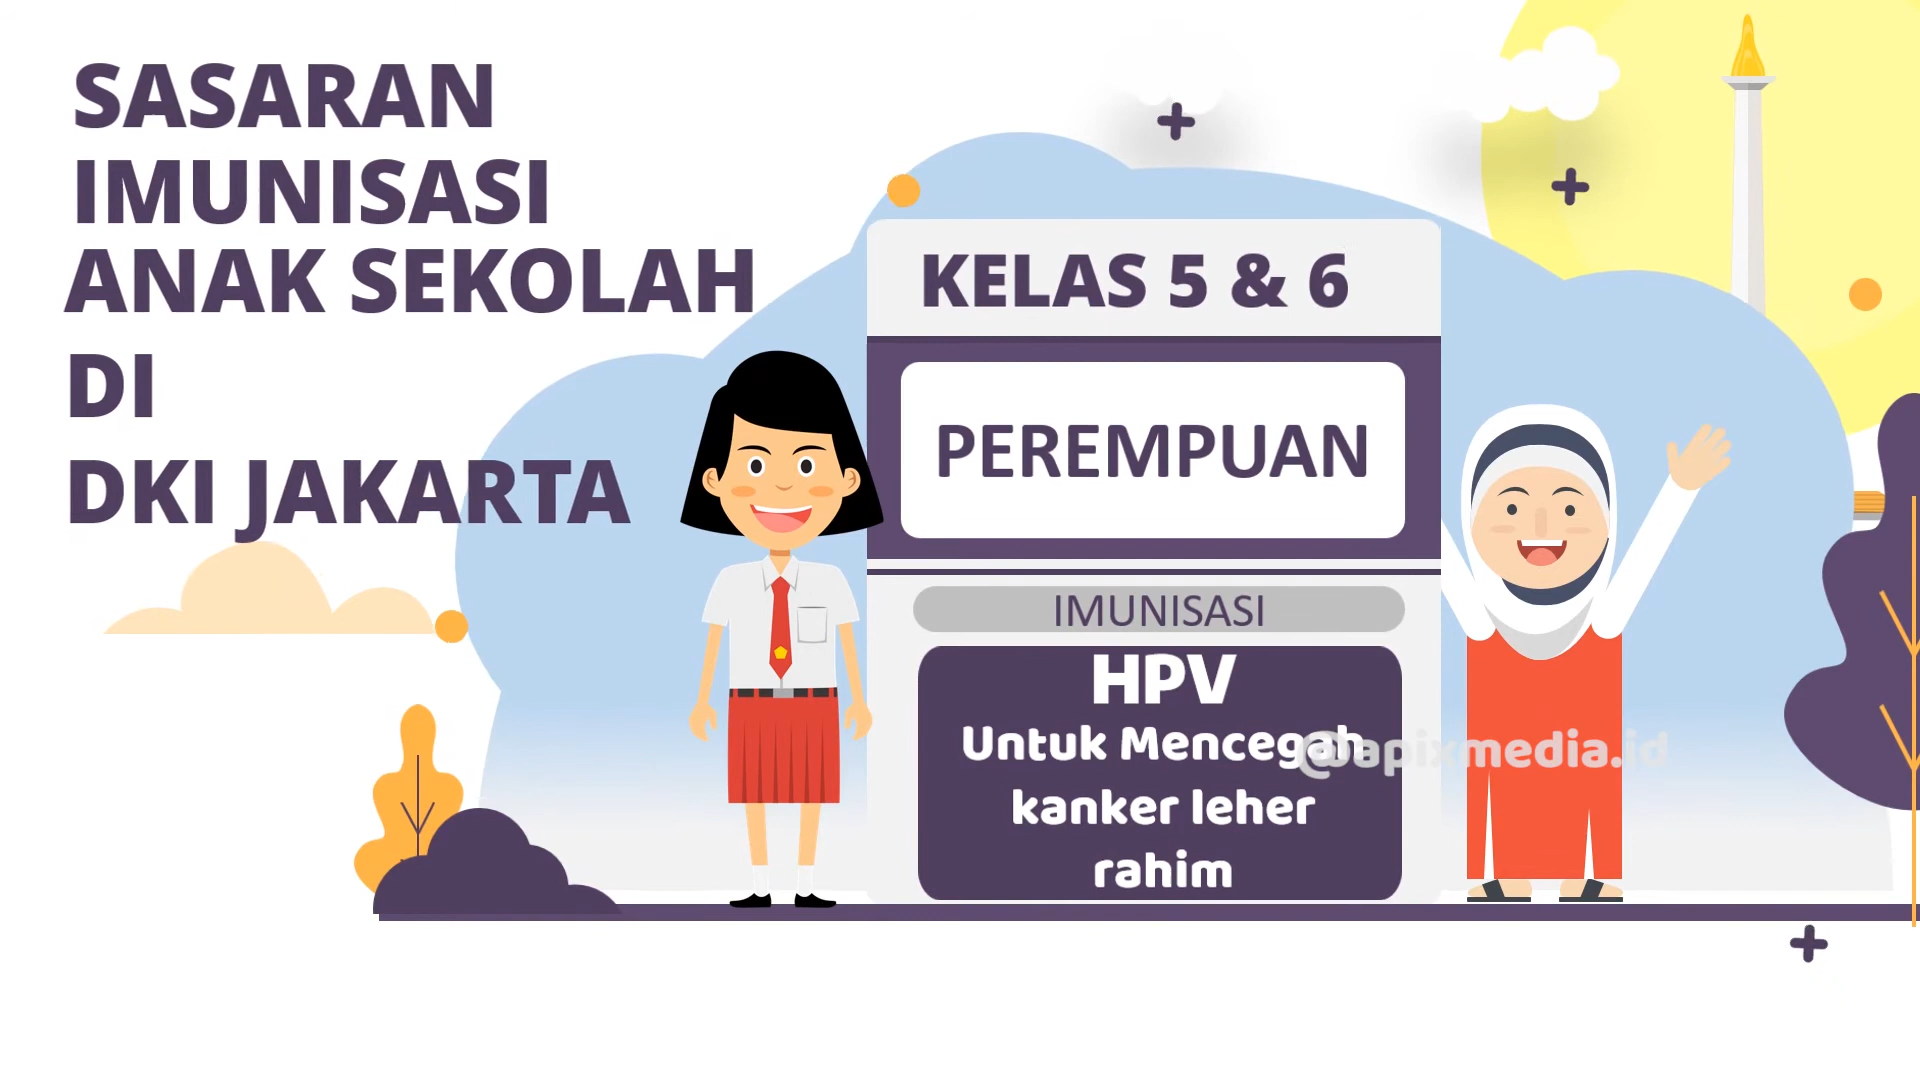 SASARAN
IMUNISASI
ANAK SEKOLAH
DI
DKI JAKARTA
KELAS 5 & 6
PEREMPUAN
IMUNISASI
HPV
Untuk Mencegah
kanker leher
rahim
@apixmedia.id